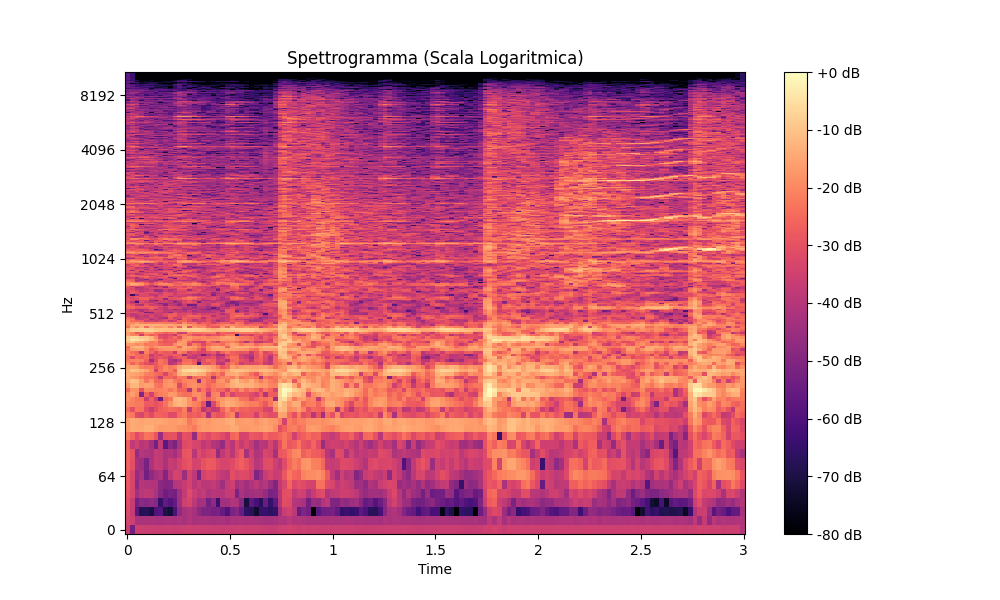 Spettrogramma (Scala Logaritmica)
Hz
8192
4096
2048
1024
512
256
128
64
0
0 0.5 1 1.5 2 2.5 3
Time
+0 dB
-10 dB
-20 dB
-30 dB
-40 dB
-50 dB
-60 dB
-70 dB
-80 dB